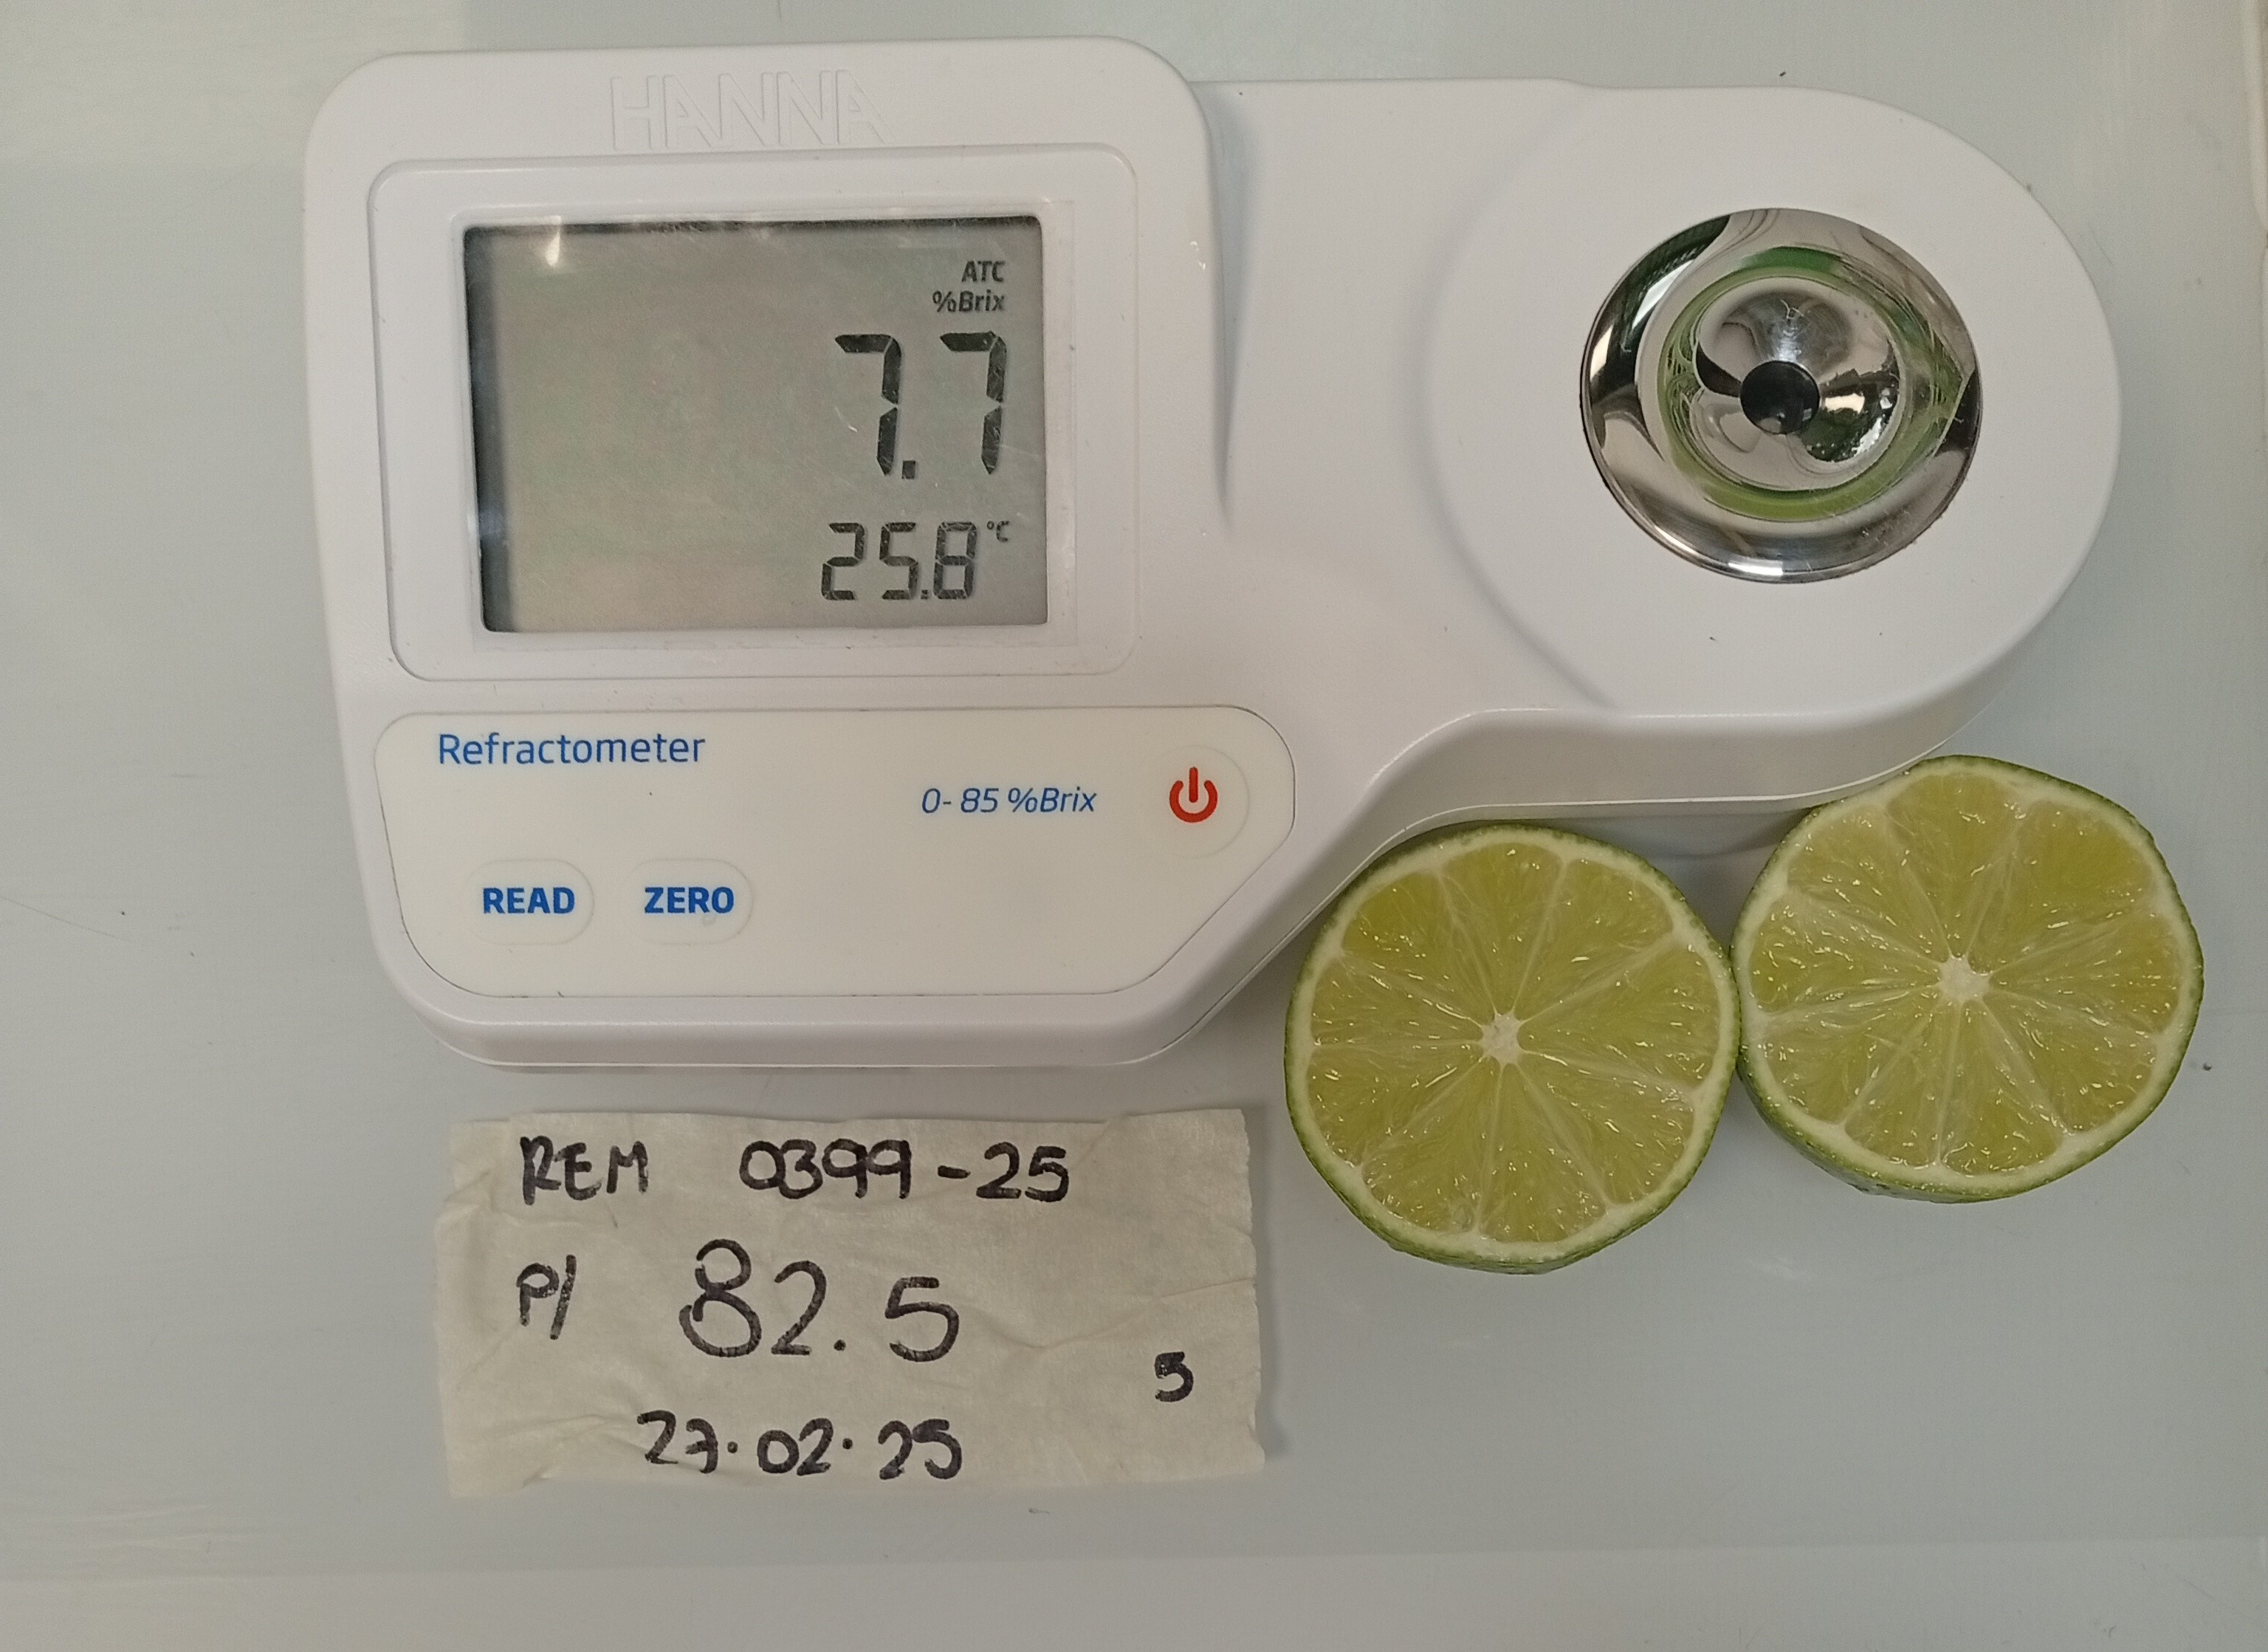 HANNA
ATC
%Brix
7.7
25.8 °C
Refractometer
0- 85 %Brix
READ ZERO
REM 0399-25
P/ 82.5
5
27.02.25